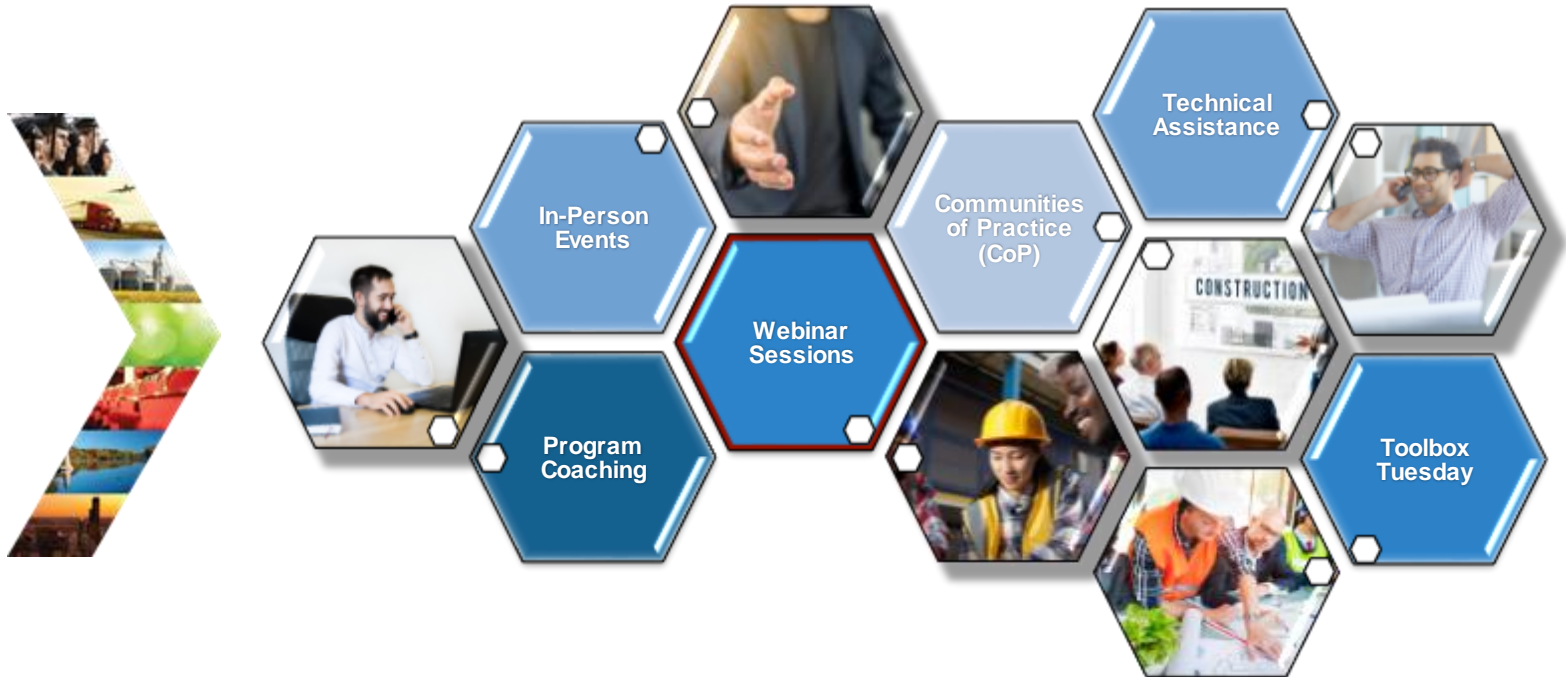 Technical
Assistance
In-Person
Events
Communities
of Practice
(CoP)
CONSTRUCTION
Webinar
Sessions
Program
Coaching
Toolbox
Tuesday